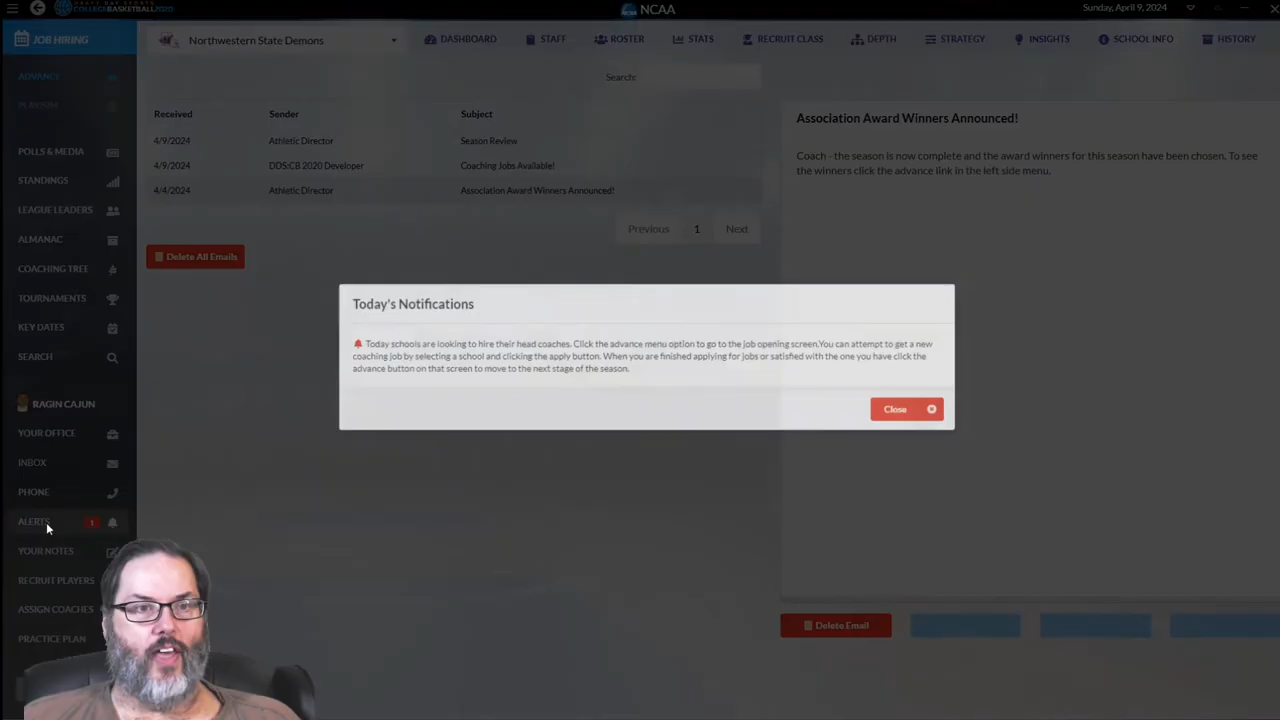 DRAFT DAY SPORTS
COLLEGE BASKETBALL 2020
NCAA
Sunday, April 9, 2024
JOB HIRING
Northwestern State Demons
DASHBOARD
STAFF
ROSTER
STATS
RECRUIT CLASS
DEPTH
STRATEGY
INSIGHTS
SCHOOL INFO
HISTORY
ADVANCE
Search:
POLLS & MEDIA
STANDINGS
LEAGUE LEADERS
ALMANAC
COACHING TREE
TOURNAMENTS
KEY DATES
SEARCH
RAGIN CAJUN
YOUR OFFICE
INBOX
PHONE
ALERTS 1
YOUR NOTES
RECRUIT PLAYERS
ASSIGN COACHES
PRACTICE PLAN
Received Sender Subject
4/9/2024 Athletic Director Season Review
4/9/2024 DDS:CB 2020 Developer Coaching Jobs Available!
4/4/2024 Athletic Director Association Award Winners Announced!
Previous 1 Next
Delete All Emails
Association Award Winners Announced!
Coach - the season is now complete and the award winners for this season have been chosen. To see
the winners click the advance link in the left side menu.
Today's Notifications
Today schools are looking to hire their head coaches. Click the advance menu option to go to the job opening screen.You can attempt to get a new
coaching job by selecting a school and clicking the apply button. When you are finished applying for jobs or satisfied with the one you have click the
advance button on that screen to move to the next stage of the season.
Close
Delete Email